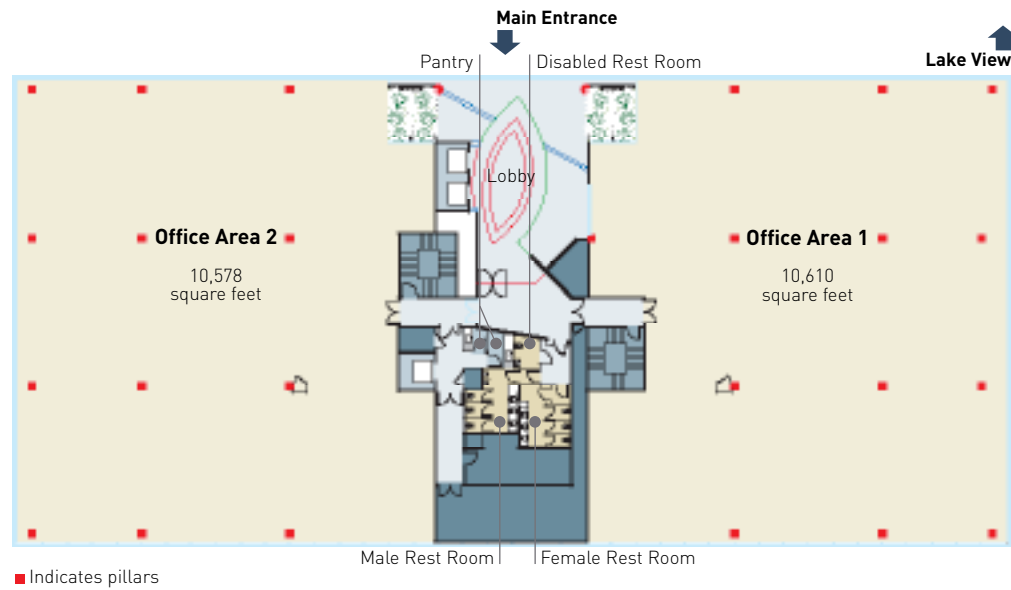 Main Entrance
Pantry
Disabled Rest Room
Lake View
Lobby
Office Area 2
10,578
square feet
Office Area 1
10,610
square feet
Male Rest Room
Female Rest Room
Indicates pillars